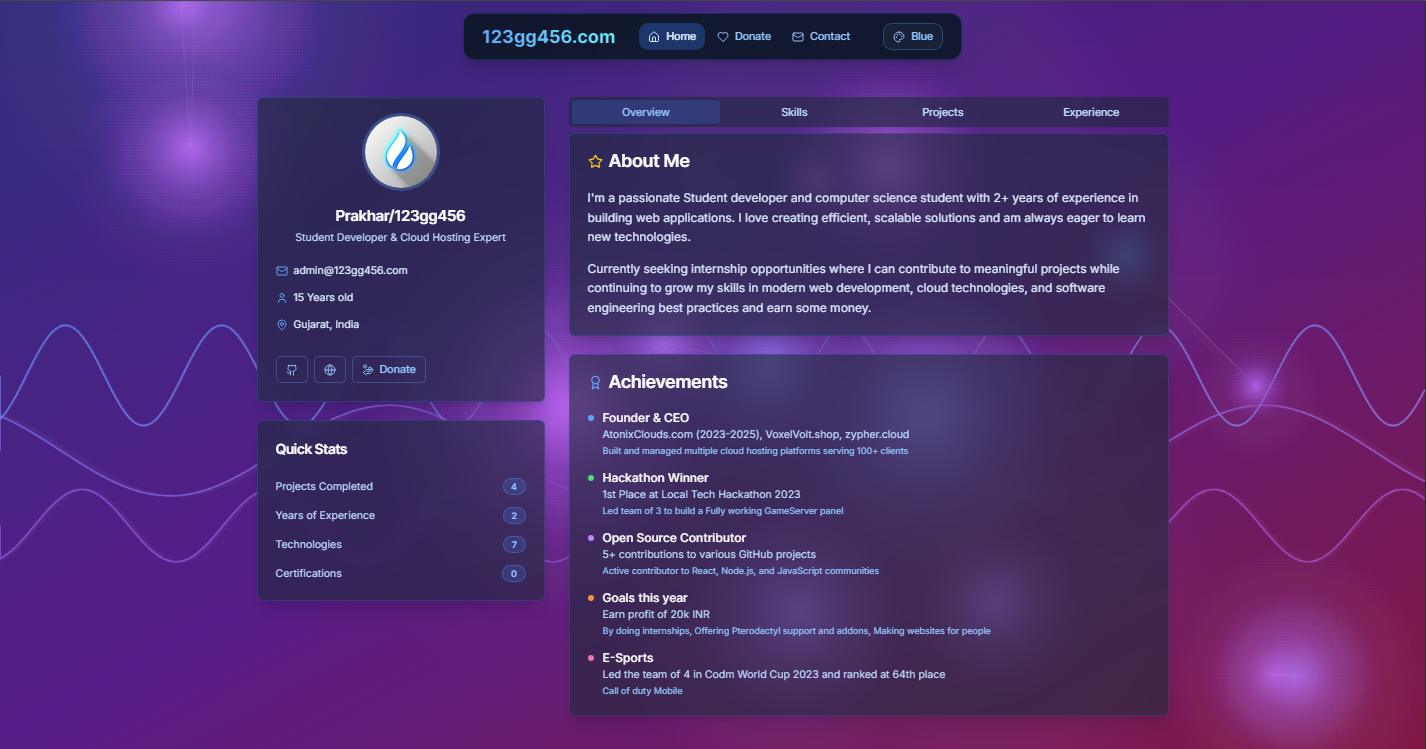 123gg456.com
Home
Donate
Contact
Blue
Prakhar/123gg456
Student Developer & Cloud Hosting Expert
admin@123gg456.com
15 Years old
Gujarat, India
Donate
Quick Stats
Projects Completed 4
Years of Experience 2
Technologies 7
Certifications 0
Overview
Skills
Projects
Experience
About Me
I'm a passionate Student developer and computer science student with 2+ years of experience in
building web applications. I love creating efficient, scalable solutions and am always eager to learn
new technologies.
Currently seeking internship opportunities where I can contribute to meaningful projects while
continuing to grow my skills in modern web development, cloud technologies, and software
engineering best practices and earn some money.
Achievements
Founder & CEO
AtonixClouds.com (2023-2025), VoxelVolt.shop, zypher.cloud
Built and managed multiple cloud hosting platforms serving 100+ clients
Hackathon Winner
1st Place at Local Tech Hackathon 2023
Led team of 3 to build a Fully working GameServer panel
Open Source Contributor
5+ contributions to various GitHub projects
Active contributor to React, Node.js, and JavaScript communities
Goals this year
Earn profit of 20k INR
By doing internships, Offering Pterodactyl support and addons, Making websites for people
E-Sports
Led the team of 4 in Codm World Cup 2023 and ranked at 64th place
Call of duty Mobile